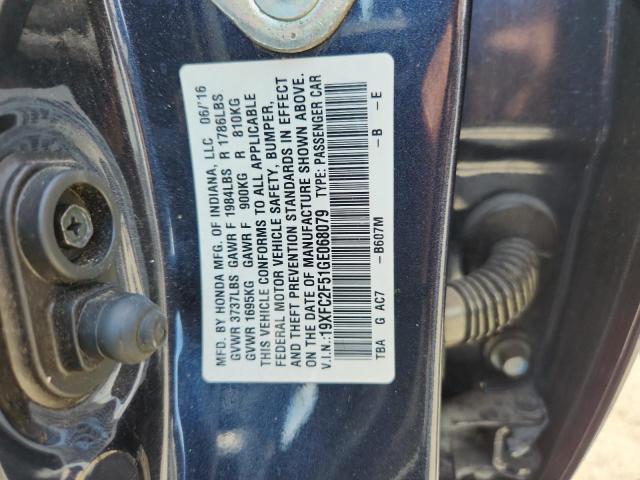 MFD. BY HONDA MFG. OF INDIANA, LLC 06/'16
GVWR 3737LBS GAWR F 1984LBS R 1786LBS
GVWR 1695KG GAWR F 900KG R 810KG
THIS VEHICLE CONFORMS TO ALL APPLICABLE
FEDERAL MOTOR VEHICLE SAFETY, BUMPER,
AND THEFT PREVENTION STANDARDS IN EFFECT
ON THE DATE OF MANUFACTURE SHOWN ABOVE.
V.I.N.:19XFC2F51GE068079 TYPE: PASSENGER CAR
-B607M -B -E
TBA G AC7